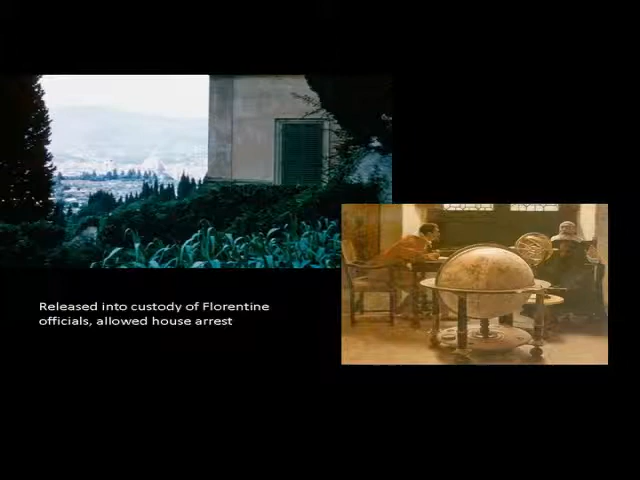 Released into custody of Florentine
officials, allowed house arrest